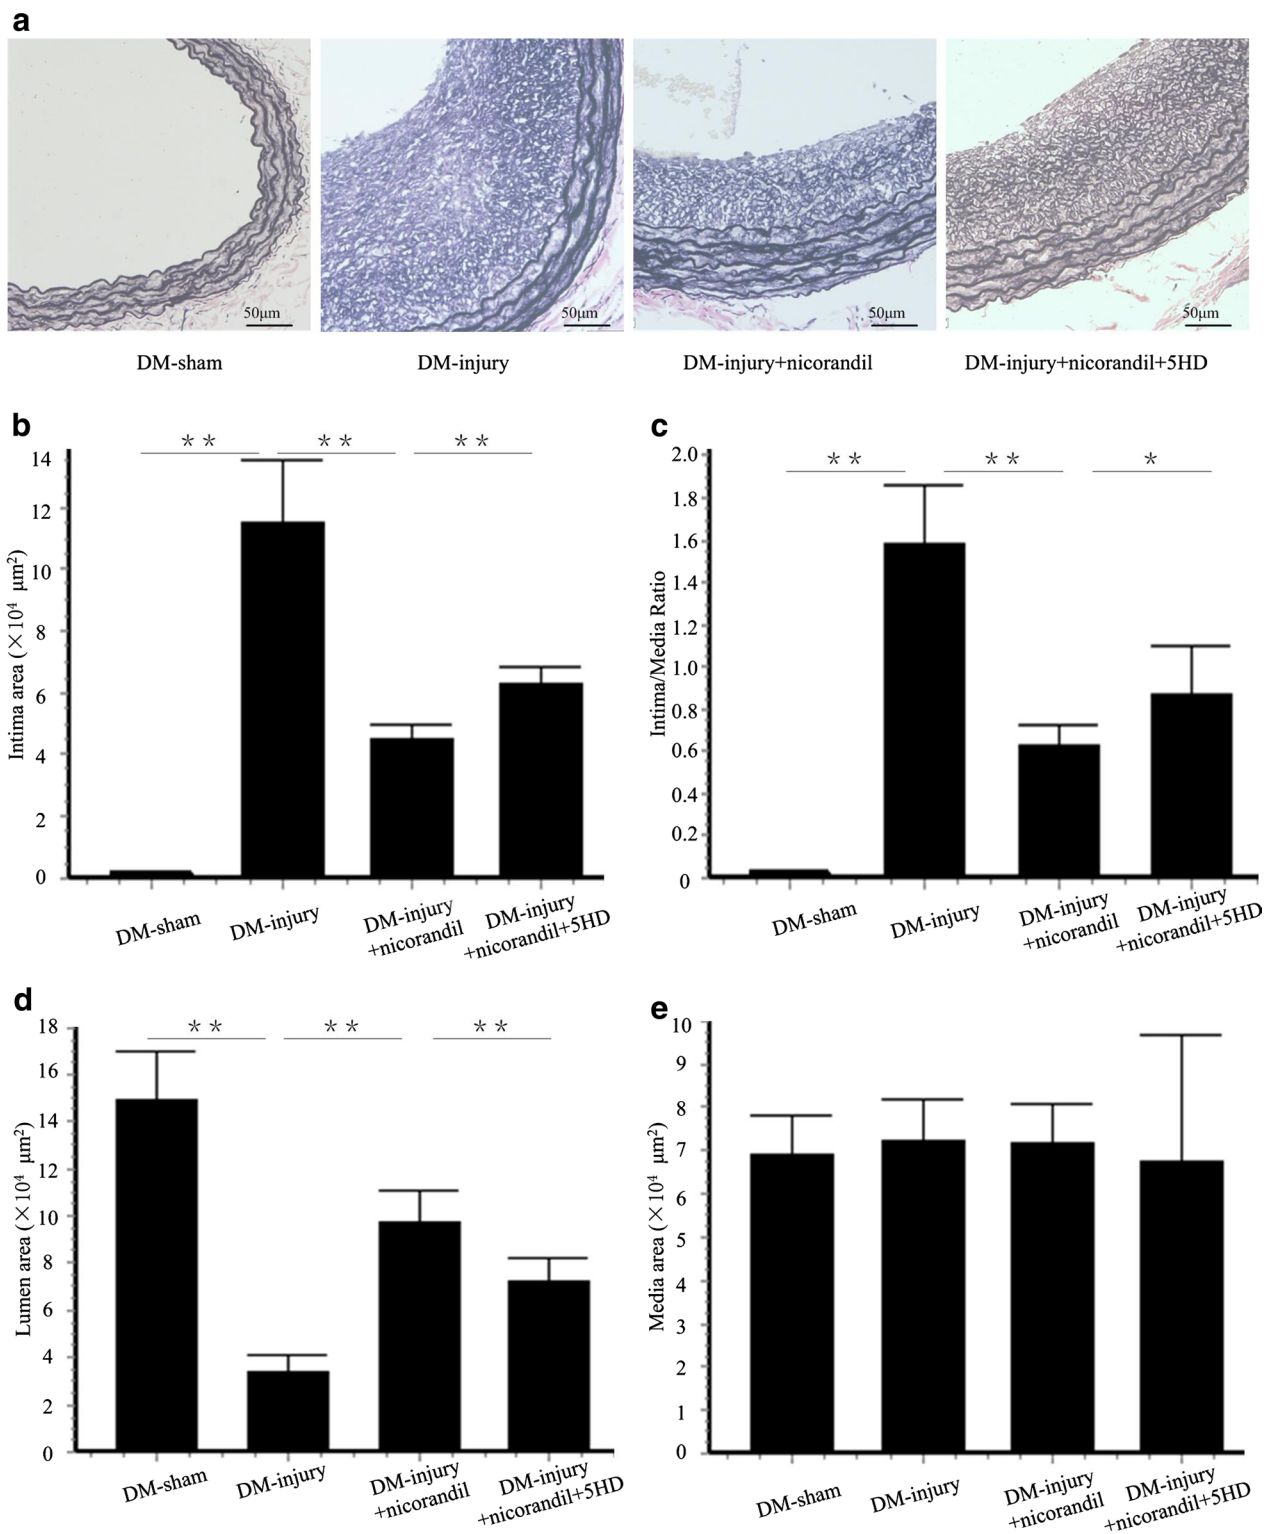 a
50μm 50μm 50μm 50μm
DM-sham DM-injury DM-injury+nicorandil DM-injury+nicorandil+5HD
b
** ** **
Intima area (×10⁴ μm²)
14
12
10
8
6
4
2
0
DM-sham DM-injury DM-injury +nicorandil DM-injury +nicorandil+5HD
c
** ** *
Intima/Media Ratio
2.0
1.8
1.6
1.4
1.2
1.0
0.8
0.6
0.4
0.2
0
DM-sham DM-injury DM-injury +nicorandil DM-injury +nicorandil+5HD
d
** ** **
Lumen area (×10⁴ μm²)
18
16
14
12
10
8
6
4
2
0
DM-sham DM-injury DM-injury +nicorandil DM-injury +nicorandil+5HD
e
Media area (×10⁴ μm²)
10
9
8
7
6
5
4
3
2
1
0
DM-sham DM-injury DM-injury +nicorandil DM-injury +nicorandil+5HD